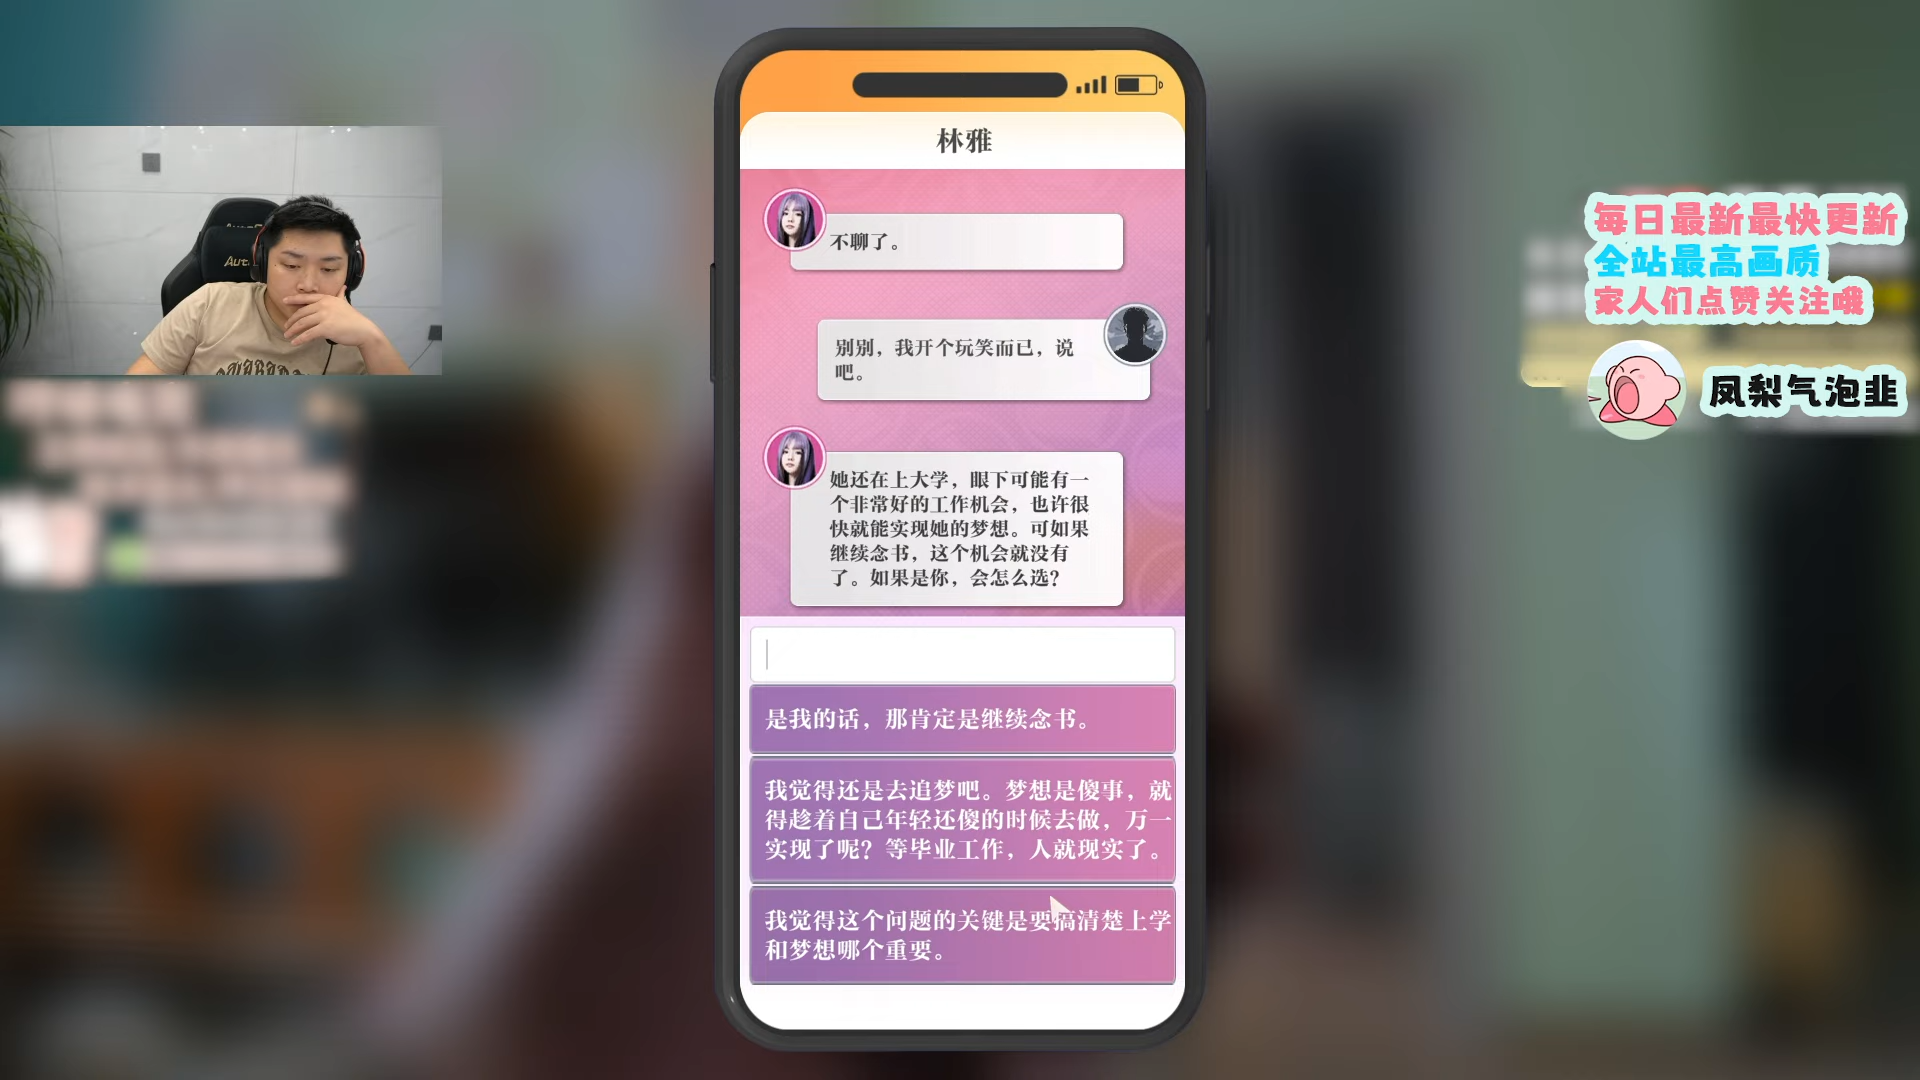 林雅
不聊了。
别别，我开个玩笑而已，说
吧。
她还在上大学，眼下可能有一
个非常好的工作机会，也许很
快就能实现她的梦想。可如果
继续念书，这个机会就没有
了。如果是你，会怎么选？
是我的话，那肯定是继续念书。
我觉得还是去追梦吧。梦想是傻事，就
得趁着自己年轻还傻的时候去做，万一
实现了呢？等毕业工作，人就现实了。
我觉得这个问题的关键是要搞清楚上学
和梦想哪个重要。
每日最新最快更新
全站最高画质
家人们点赞关注哦
凤梨气泡韭